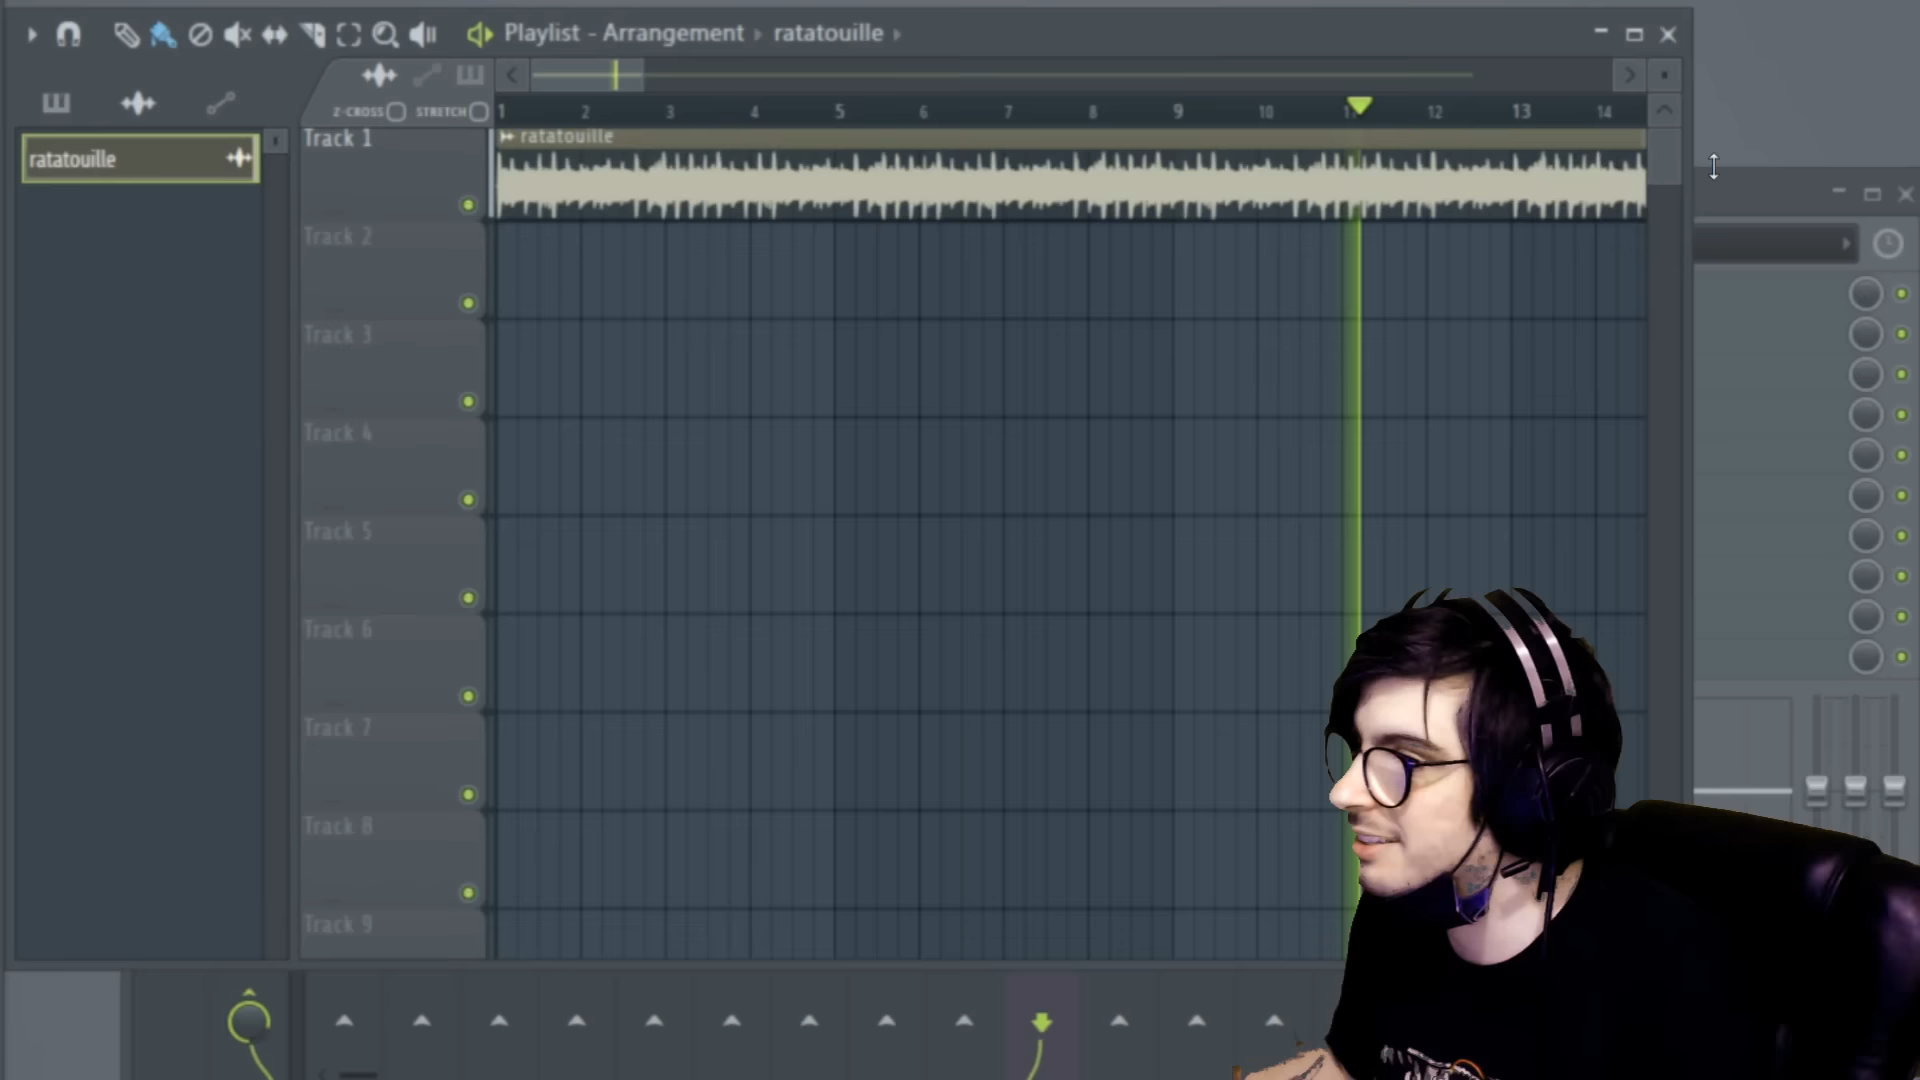 Playlist - Arrangement ▸ ratatouille ▸
Z-CROSS STRETCH
1 2 3 4 5 6 7 8 9 10 11 12 13 14
ratatouille
Track 1
ratatouille
Track 2
Track 3
Track 4
Track 5
Track 6
Track 7
Track 8
Track 9